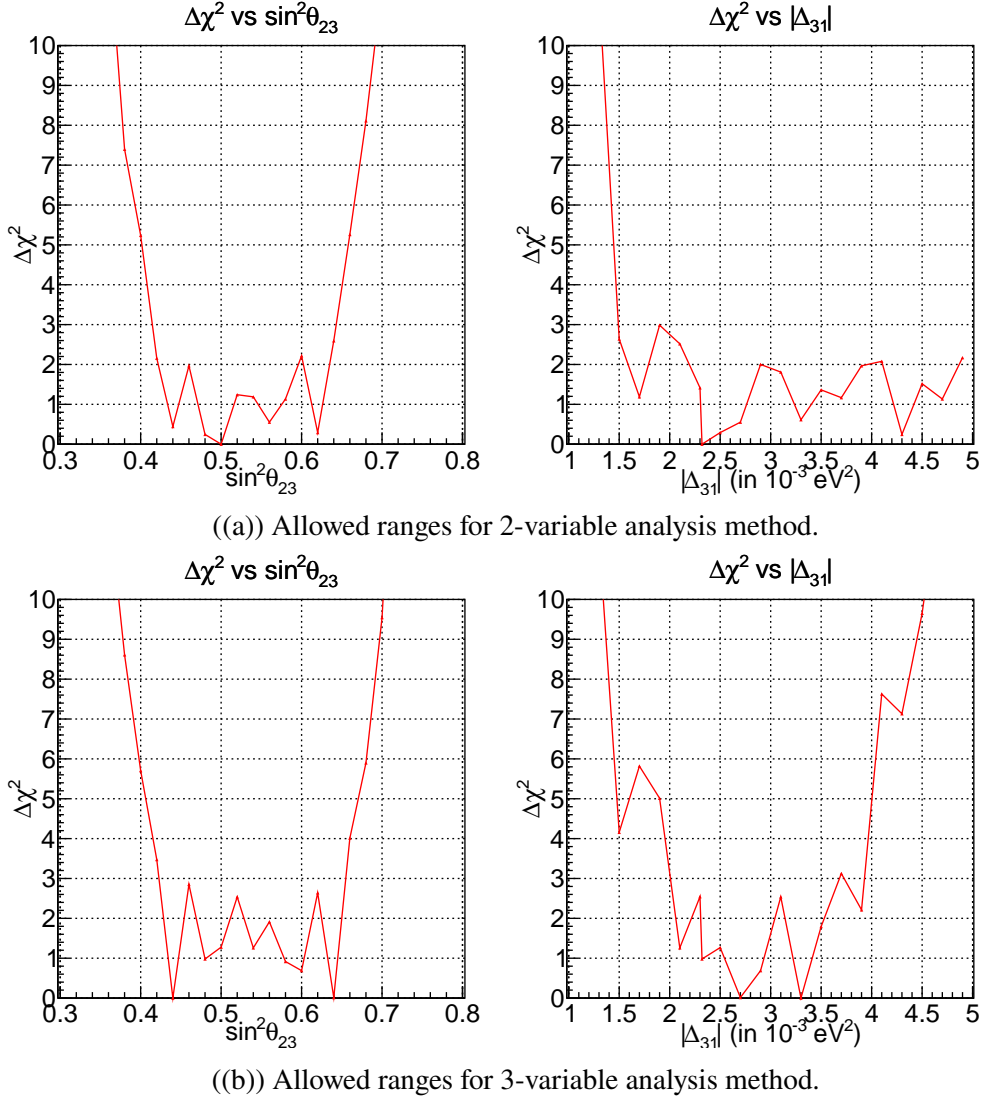 Δχ² vs sin²θ₂₃
Δχ² vs |Δ₃₁|
10
9
8
7
6
5
4
3
2
1
0
Δχ²
0.3 0.4 0.5 0.6 0.7 0.8
sin²θ₂₃
10
9
8
7
6
5
4
3
2
1
0
Δχ²
1 1.5 2 2.5 3 3.5 4 4.5 5
|Δ₃₁| (in 10⁻³ eV²)
((a)) Allowed ranges for 2-variable analysis method.
Δχ² vs sin²θ₂₃
Δχ² vs |Δ₃₁|
10
9
8
7
6
5
4
3
2
1
0
Δχ²
0.3 0.4 0.5 0.6 0.7 0.8
sin²θ₂₃
10
9
8
7
6
5
4
3
2
1
0
Δχ²
1 1.5 2 2.5 3 3.5 4 4.5 5
|Δ₃₁| (in 10⁻³ eV²)
((b)) Allowed ranges for 3-variable analysis method.